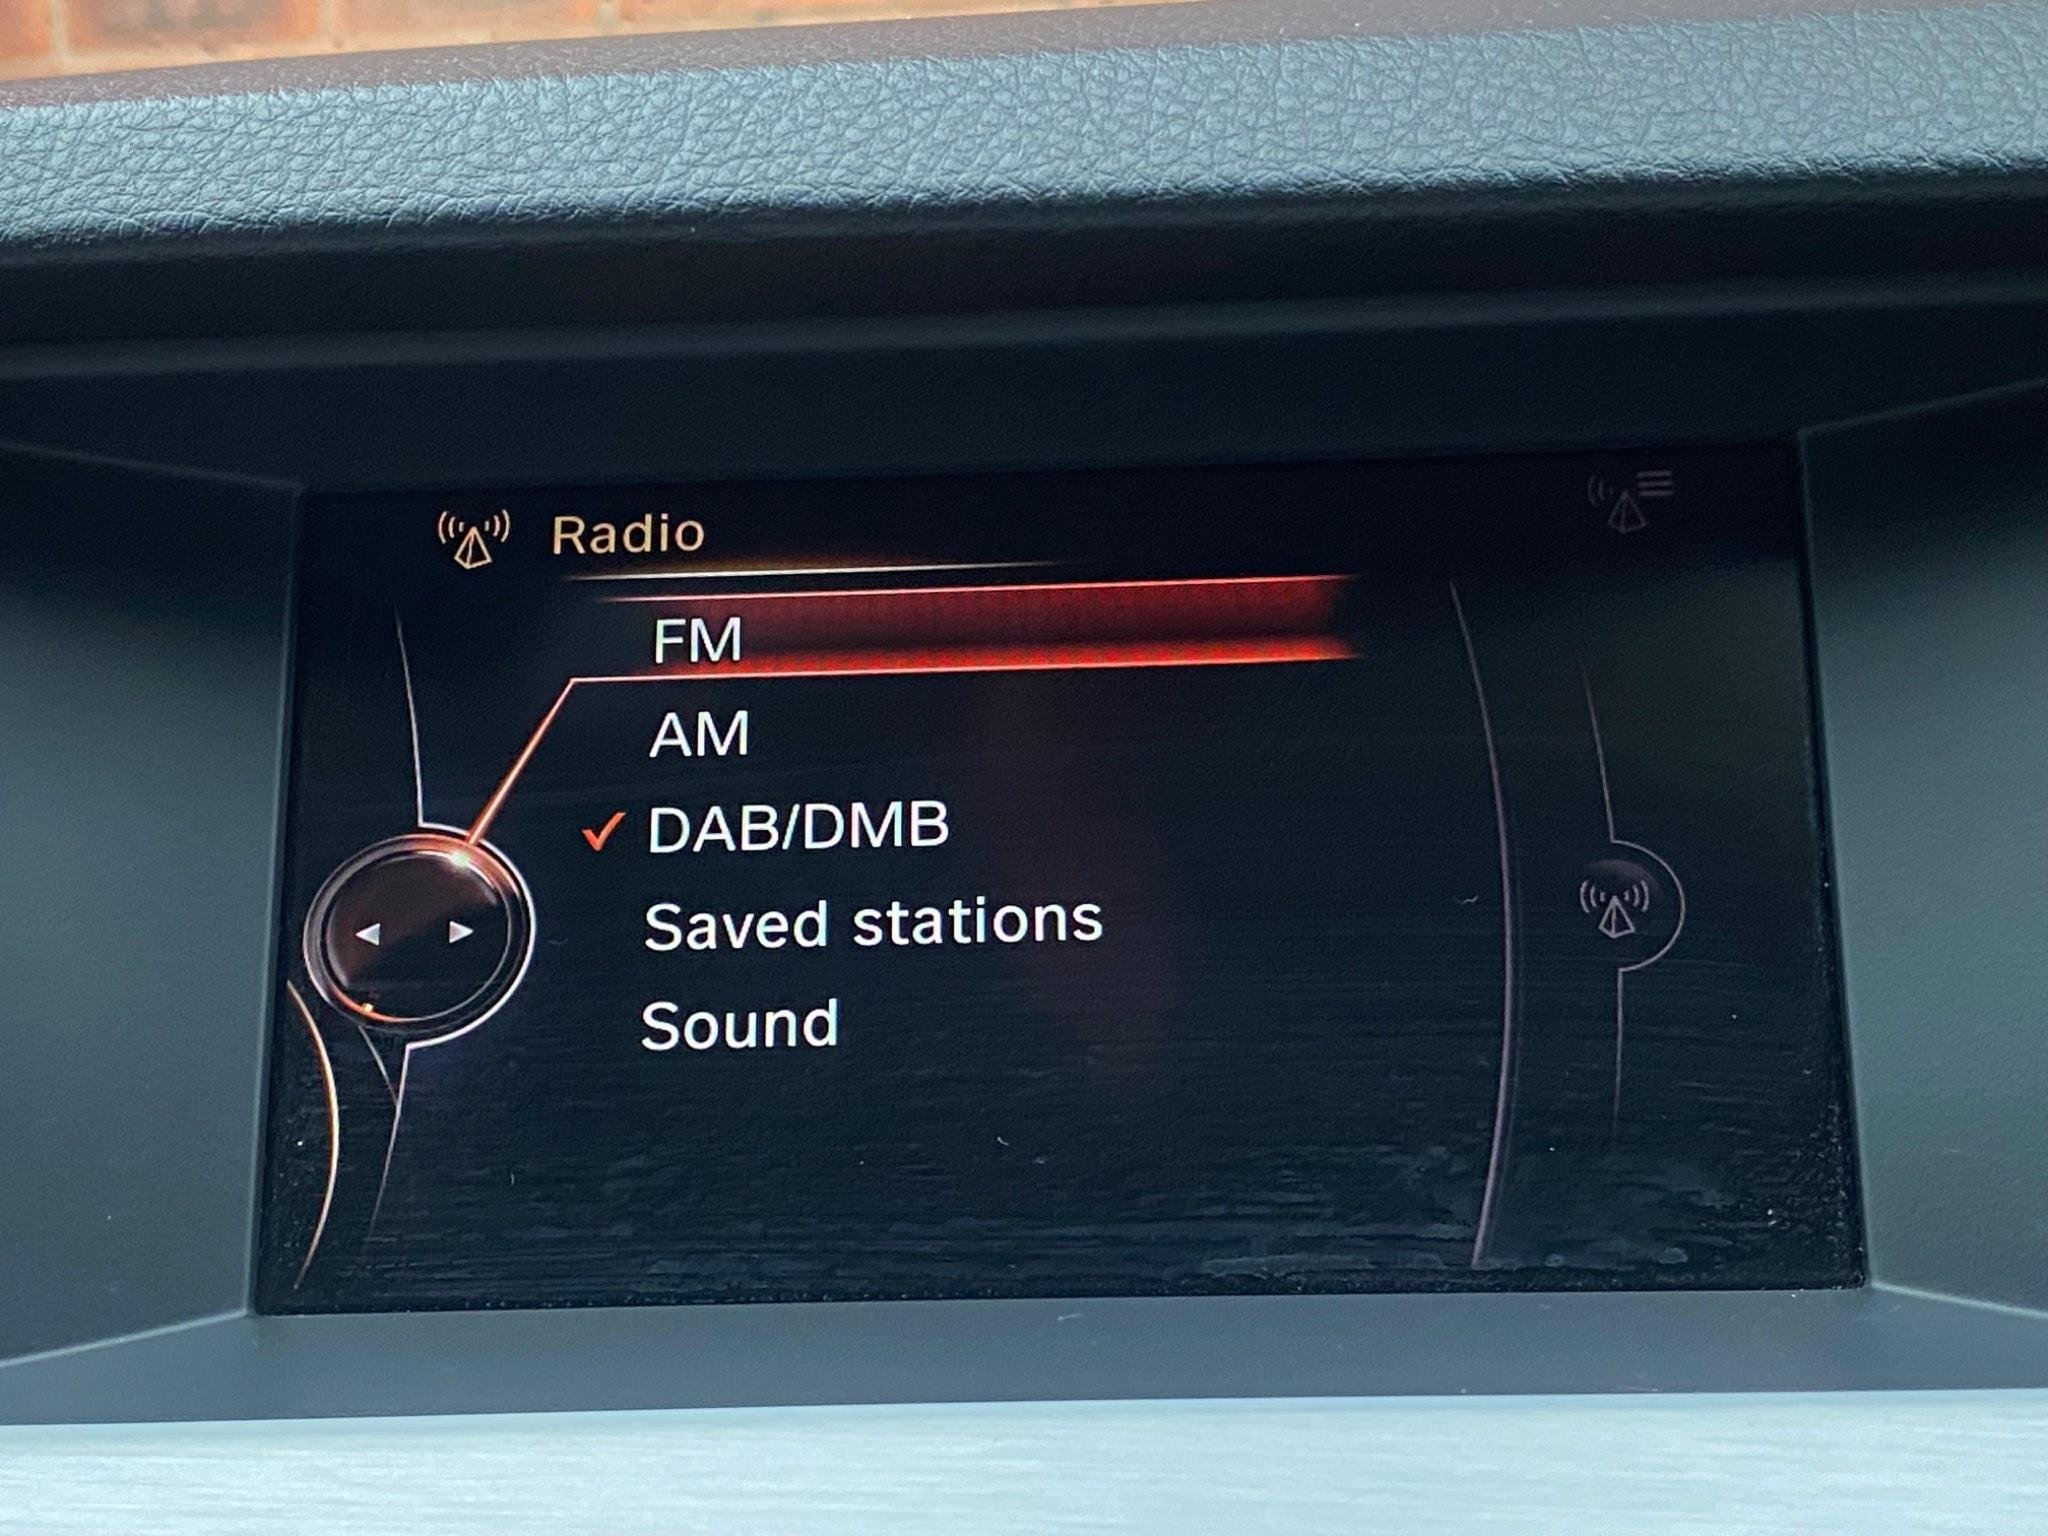 Radio
FM
AM
DAB/DMB
Saved stations
Sound